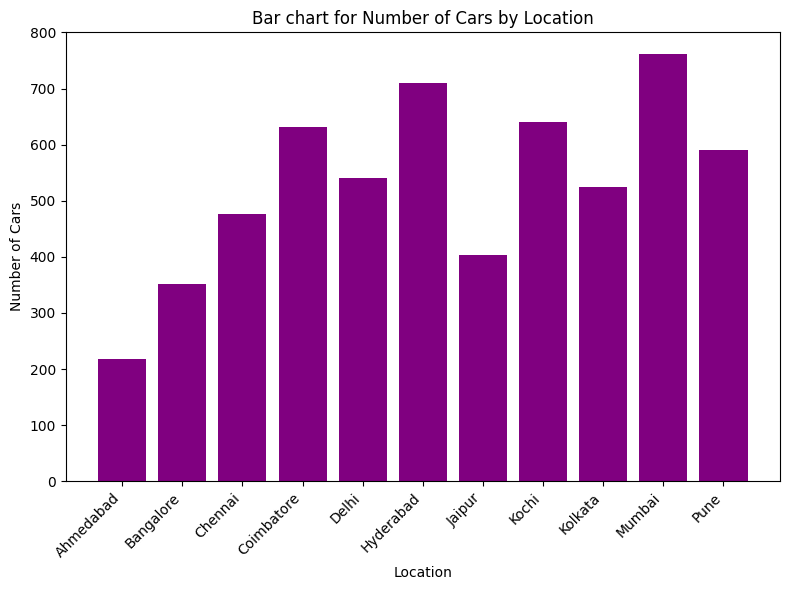 Bar chart for Number of Cars by Location
Number of Cars
800
700
600
500
400
300
200
100
0
Ahmedabad
Bangalore
Chennai
Coimbatore
Delhi
Hyderabad
Jaipur
Kochi
Kolkata
Mumbai
Pune
Location